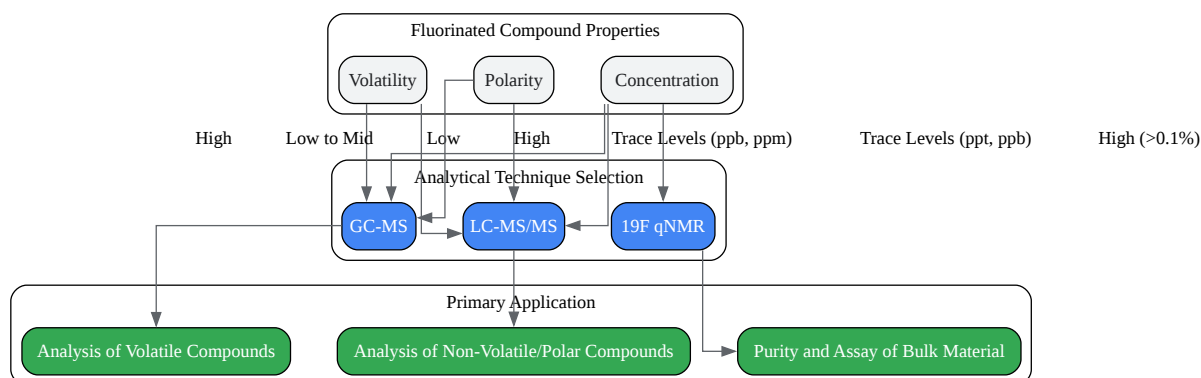 Fluorinated Compound Properties
Volatility
Polarity
Concentration
High
Low to Mid
Low
High
Trace Levels (ppb, ppm)
Trace Levels (ppt, ppb)
High (>0.1%)
Analytical Technique Selection
GC-MS
LC-MS/MS
19F qNMR
Primary Application
Analysis of Volatile Compounds
Analysis of Non-Volatile/Polar Compounds
Purity and Assay of Bulk Material